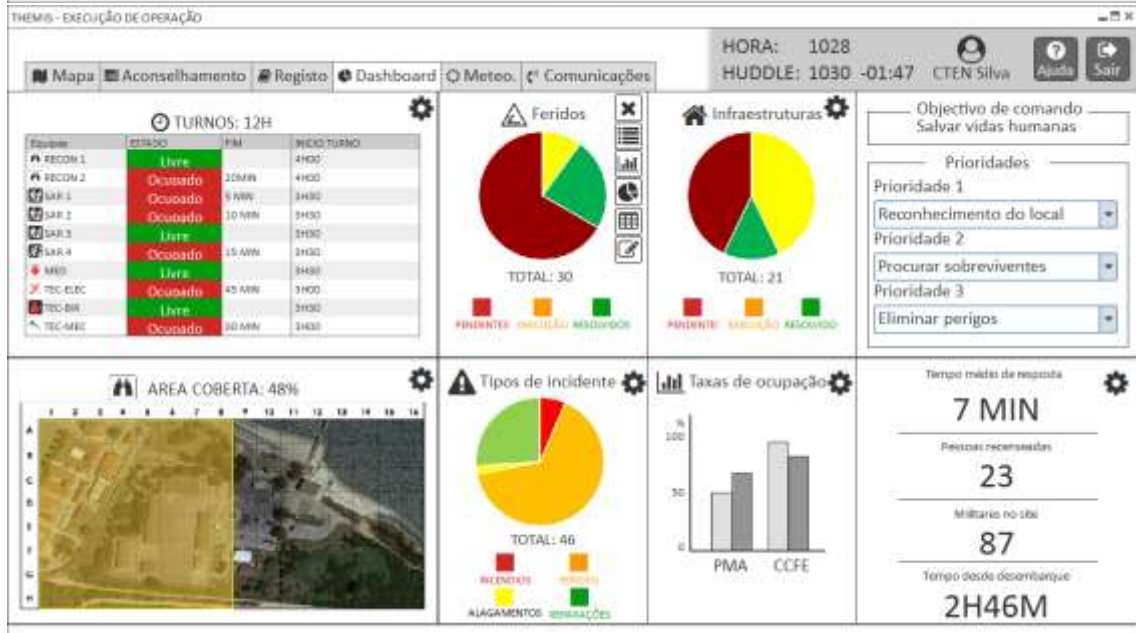 THEMIS - EXECUÇÃO DE OPERAÇÃO
HORA: 1028
HUDDLE: 1030 -01:47
CTEN Silva
Ajuda
Sair
Mapa
Aconselhamento
Registo
Dashboard
Meteo.
Comunicações
TURNOS: 12H
Equipas ESTADO FIM INICIO TURNO
RECON 1 Livre 4H00
RECON 2 Ocupado 20MIN 4H00
SAR 1 Ocupado 5 MIN 3H30
SAR 2 Ocupado 10 MIN 3H30
SAR 3 Livre 3H30
SAR 4 Ocupado 15 MIN 3H30
MED Livre 3H30
TEC-ELEC Ocupado 45 MIN 3H00
Livre 3H30
TEC-MEC Ocupado 3H30
Feridos
TOTAL: 30
PENDENTES EXECUÇÃO RESOLVIDOS
Infraestruturas
TOTAL: 21
PENDENTE EXECUÇÃO RESOLVIDO
Objectivo de comando
Salvar vidas humanas
Prioridades
Prioridade 1
Reconhecimento do local
Prioridade 2
Procurar sobreviventes
Prioridade 3
Eliminar perigos
AREA COBERTA: 48%
1 2 3 4 5 6 7 8 9 10 11 12 13 14 15 16
A
B
C
D
E
F
G
H
Tipos de incidente
TOTAL: 46
INCENDIOS
FERIDOS
ALAGAMENTOS
REPARAÇÕES
Taxas de ocupação
%
100
50
0
PMA CCFE
Tempo médio de resposta
7 MIN
Pessoas recenseadas
23
Militares no site
87
Tempo desde desembarque
2H46M